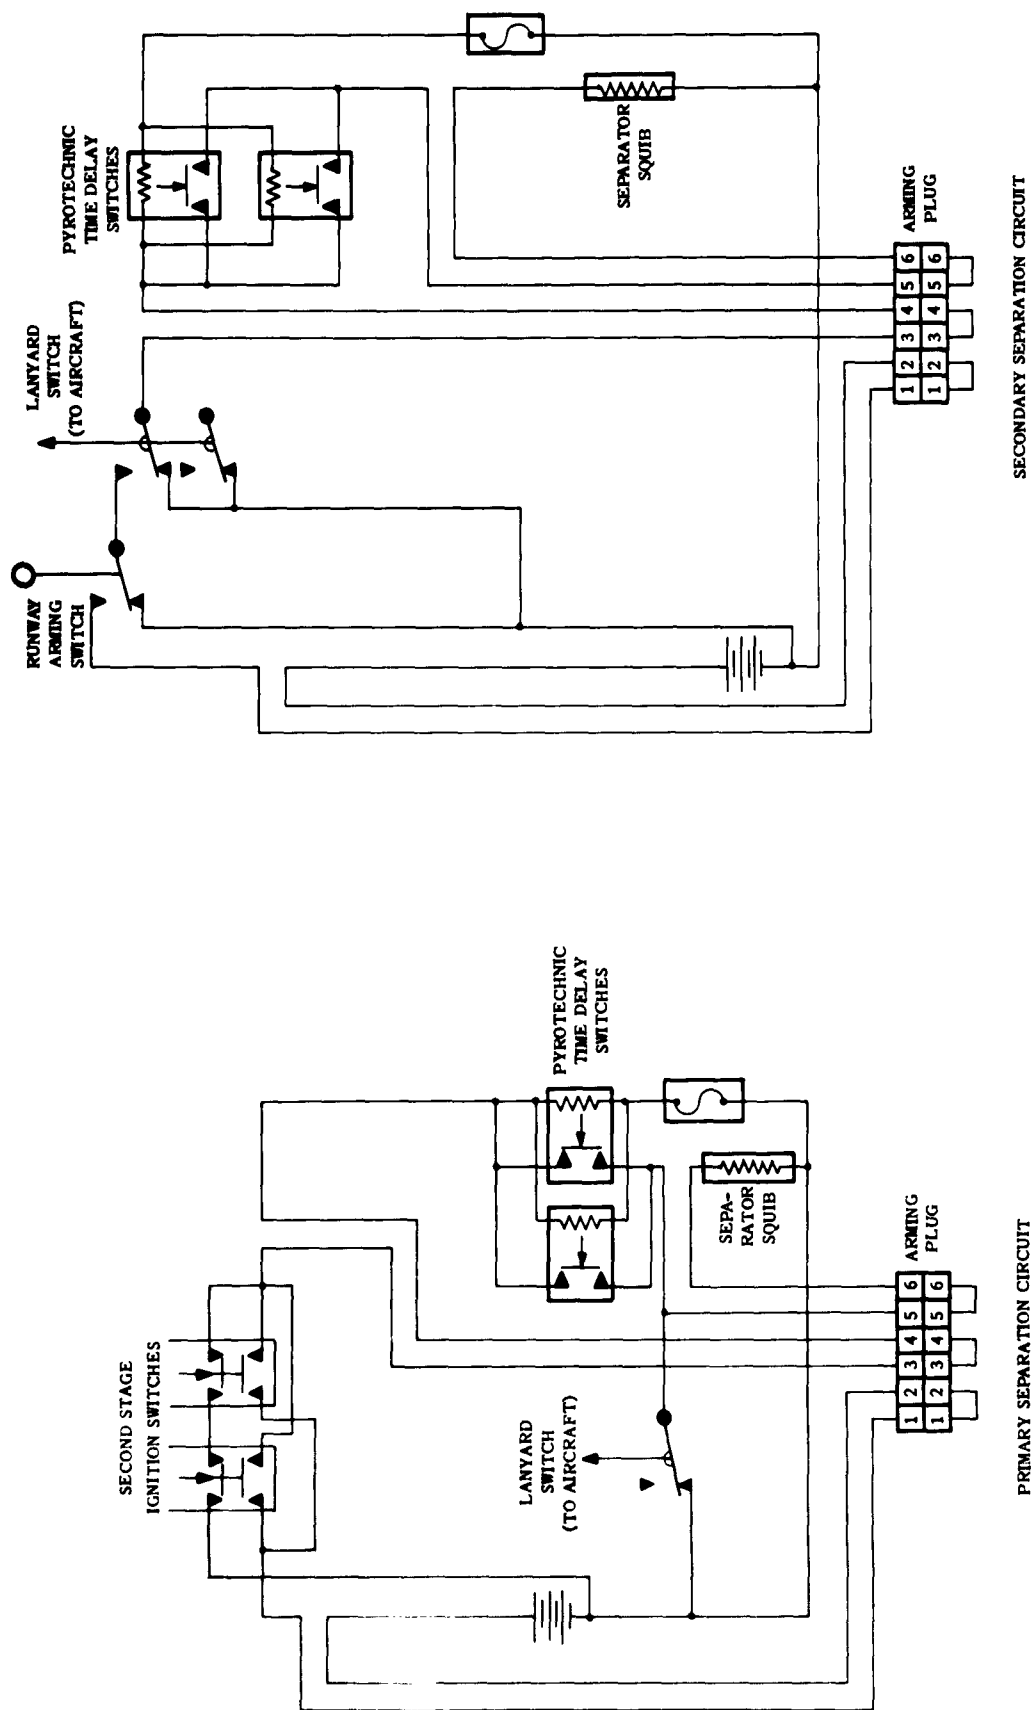 RUNWAY
ARMING
SWITCH
LANYARD
SWITCH
(TO AIRCRAFT)
PYROTECHNIC
TIME DELAY
SWITCHES
SEPARATOR
SQUIB
ARMING
PLUG
1 2 3 4 5 6
1 2 3 4 5 6
SECONDARY SEPARATION CIRCUIT
SECOND STAGE
IGNITION SWITCHES
PYROTECHNIC
TIME DELAY
SWITCHES
LANYARD
SWITCH
(TO AIRCRAFT)
SEPA-
RATOR
SQUIB
ARMING
PLUG
1 2 3 4 5 6
1 2 3 4 5 6
PRIMARY SEPARATION CIRCUIT